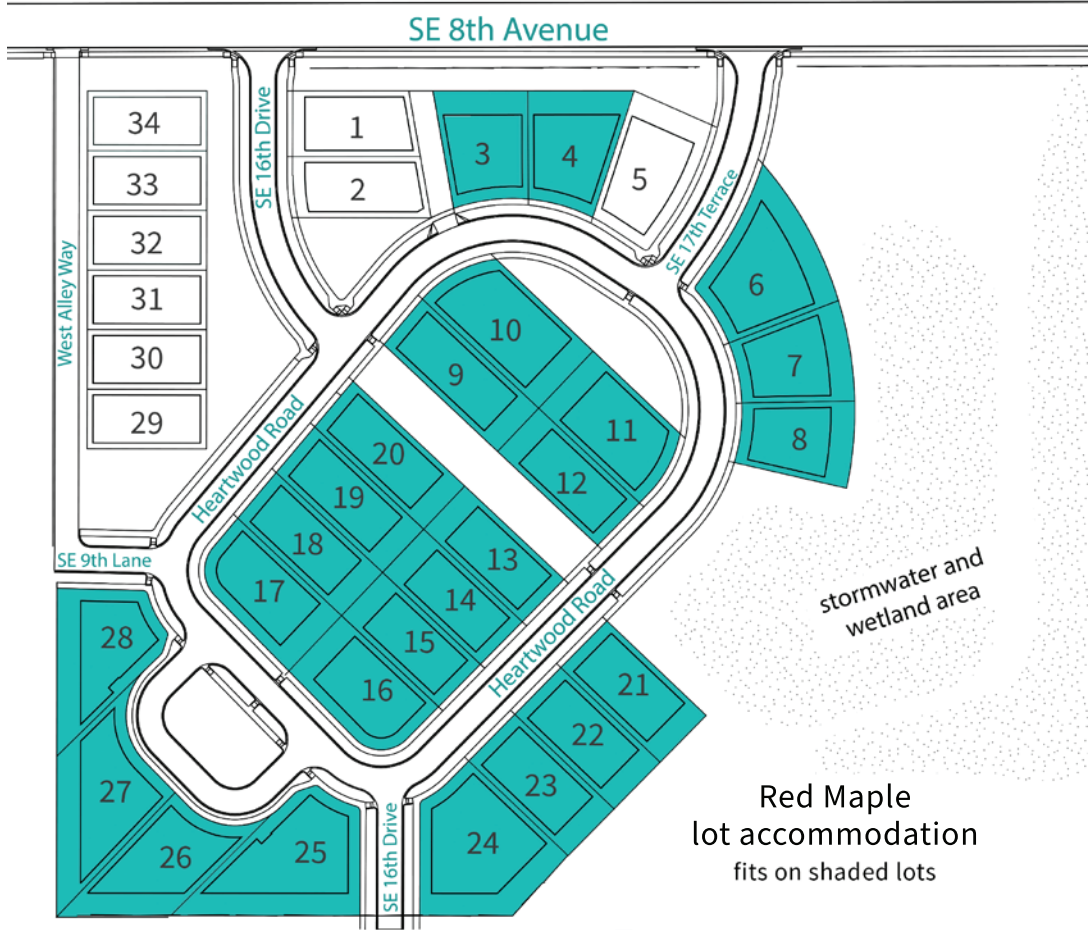 SE 8th Avenue
SE 16th Drive
SE 17th Terrace
West Alley Way
34
33
32
31
30
29
1
2
3
4
5
6
7
8
10
9
11
12
20
19
18
17
13
14
15
16
Heartwood Road
Heartwood Road
SE 9th Lane
28
27
26
25
SE 16th Drive
21
22
23
24
stormwater and
wetland area
Red Maple
lot accommodation
fits on shaded lots